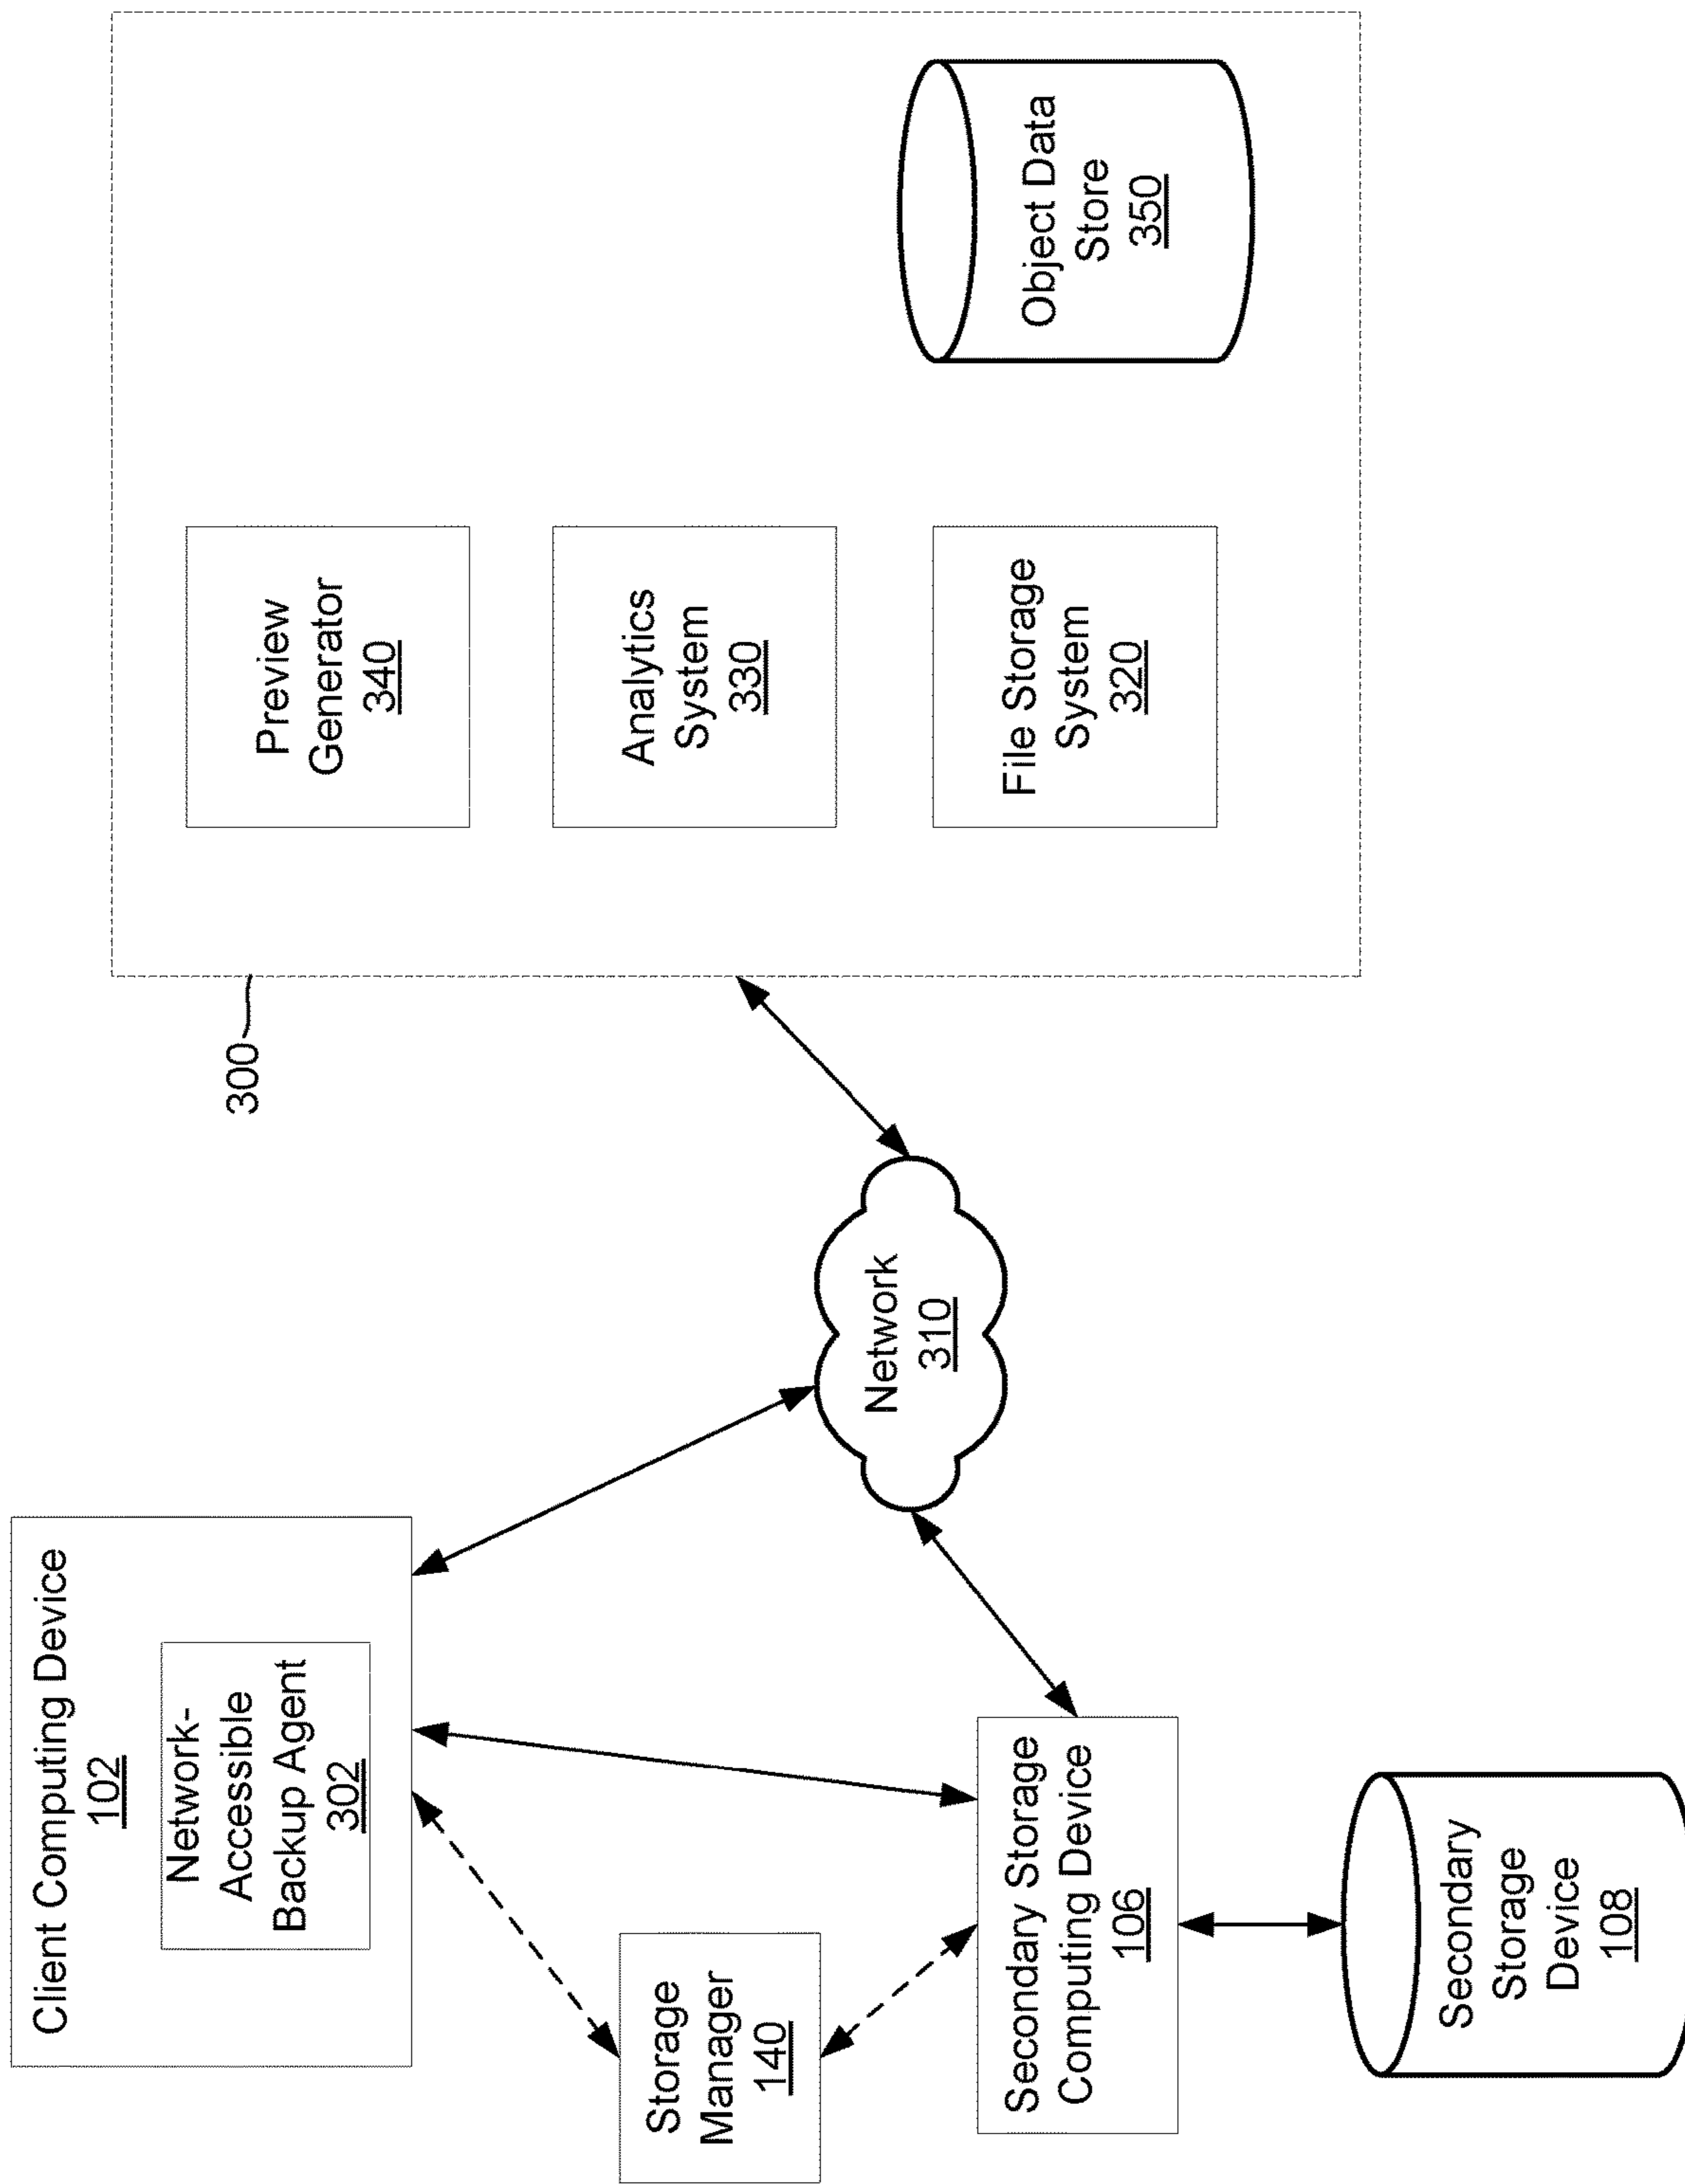 Client Computing Device
102
Network-
Accessible
Backup Agent
302
Storage
Manager
140
Secondary Storage
Computing Device
106
Secondary
Storage
Device
108
Network
310
300
Preview
Generator
340
Analytics
System
330
File Storage
System
320
Object Data
Store
350